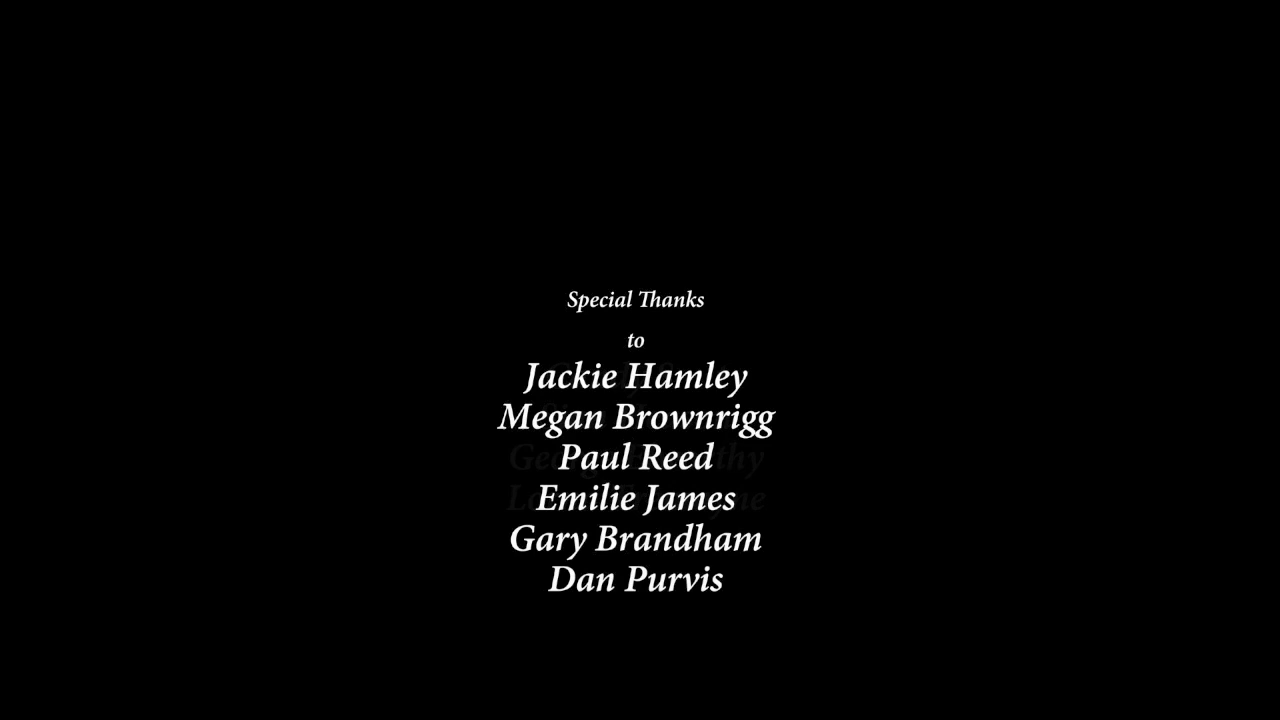 Special Thanks
to
Jackie Hamley
Megan Brownrigg
Paul Reed
Emilie James
Gary Brandham
Dan Purvis